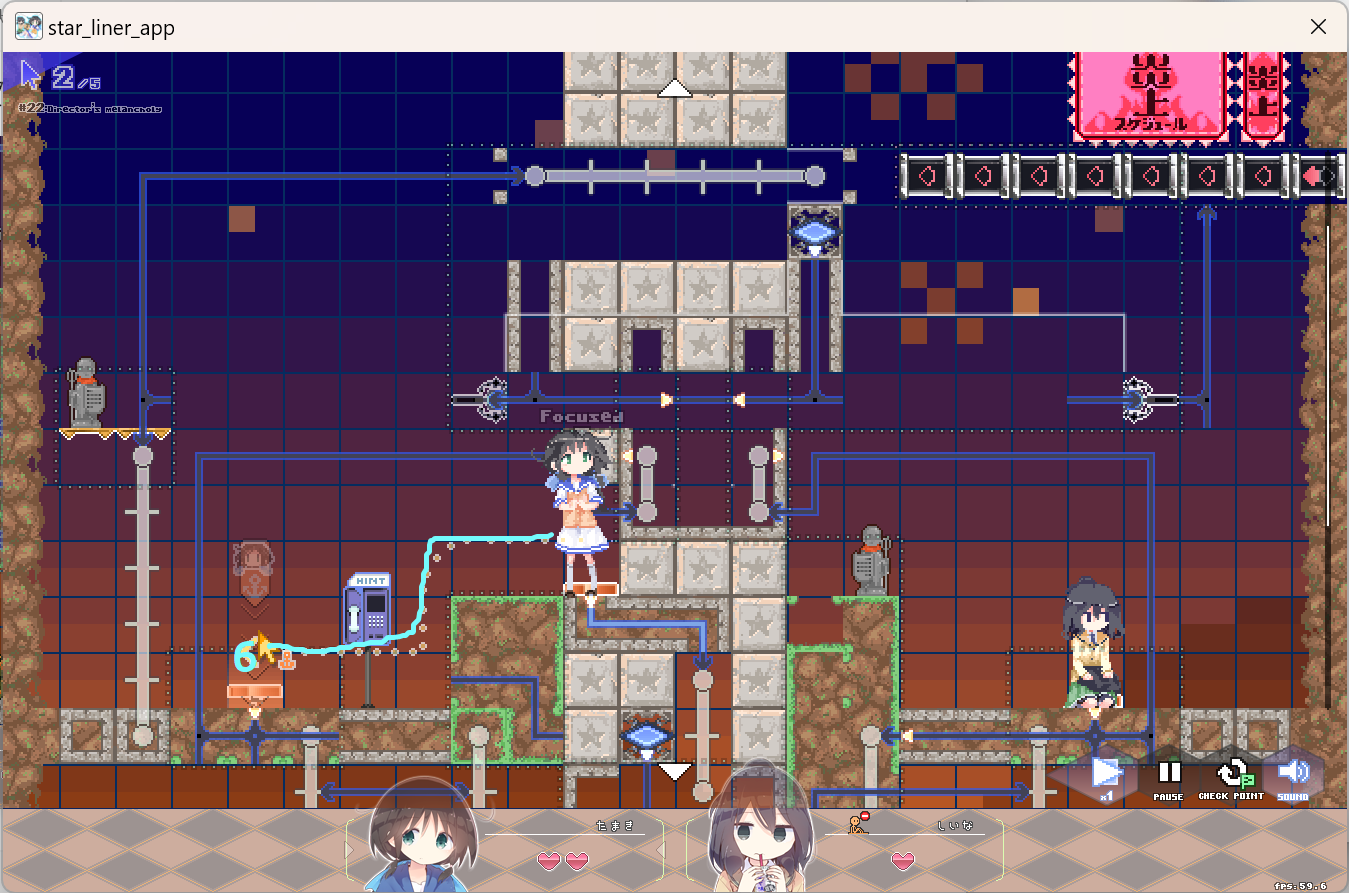 star_liner_app
2/5
#22:Director's melancholy
スケジュール
Focused
HINT
6
x1
PAUSE
CHECK POINT
SOUND
たまき
しいな
fps:59.6